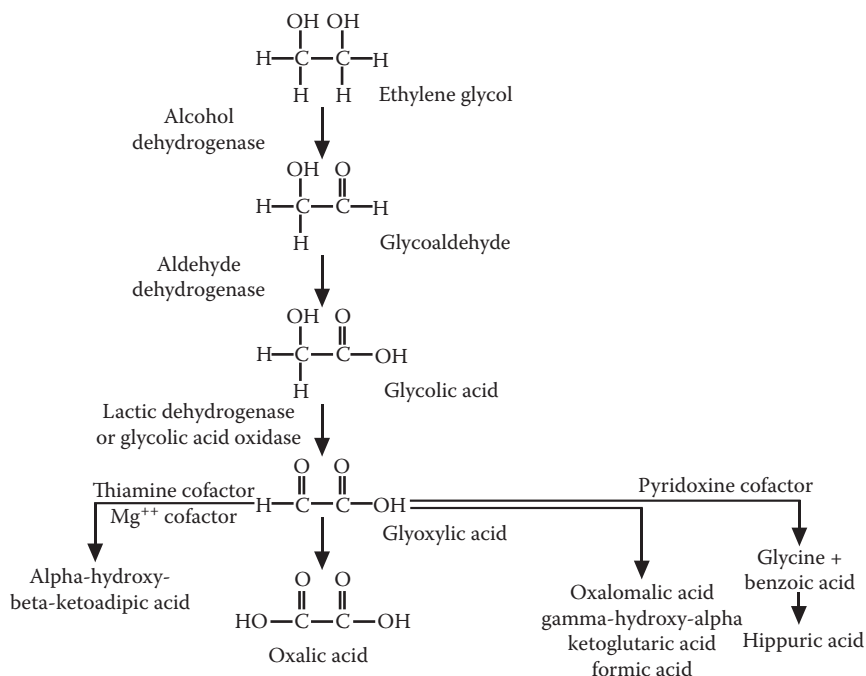 OH OH
H C C H
H H
Ethylene glycol
Alcohol
dehydrogenase
OH O
H C C H
H
Glycoaldehyde
Aldehyde
dehydrogenase
OH O
H C C OH
H
Glycolic acid
Lactic dehydrogenase
or glycolic acid oxidase
O O
H C C OH
Glyoxylic acid
Thiamine cofactor
Mg++ cofactor
Pyridoxine cofactor
Alpha-hydroxy-
beta-ketoadipic acid
O O
HO C C OH
Oxalic acid
Oxalomalic acid
gamma-hydroxy-alpha
ketoglutaric acid
formic acid
Glycine +
benzoic acid
Hippuric acid